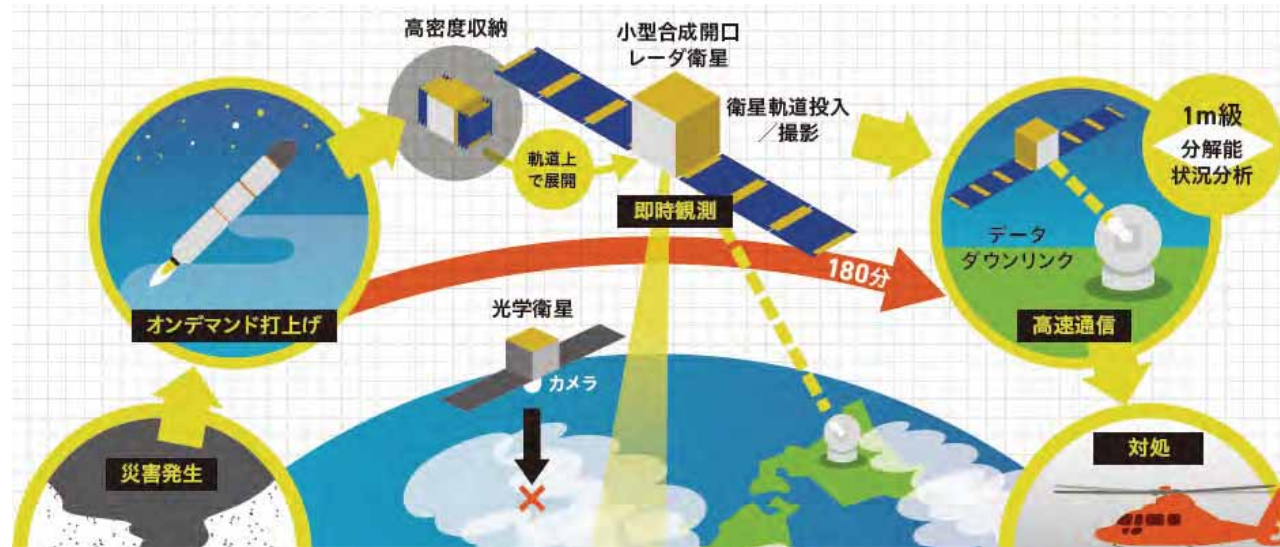 高密度収納
小型合成開口
レーダ衛星
衛星軌道投入
／撮影
軌道上
で展開
即時観測
1m級
分解能
状況分析
データ
ダウンリンク
高速通信
180分
オンデマンド打上げ
光学衛星
カメラ
災害発生
対処